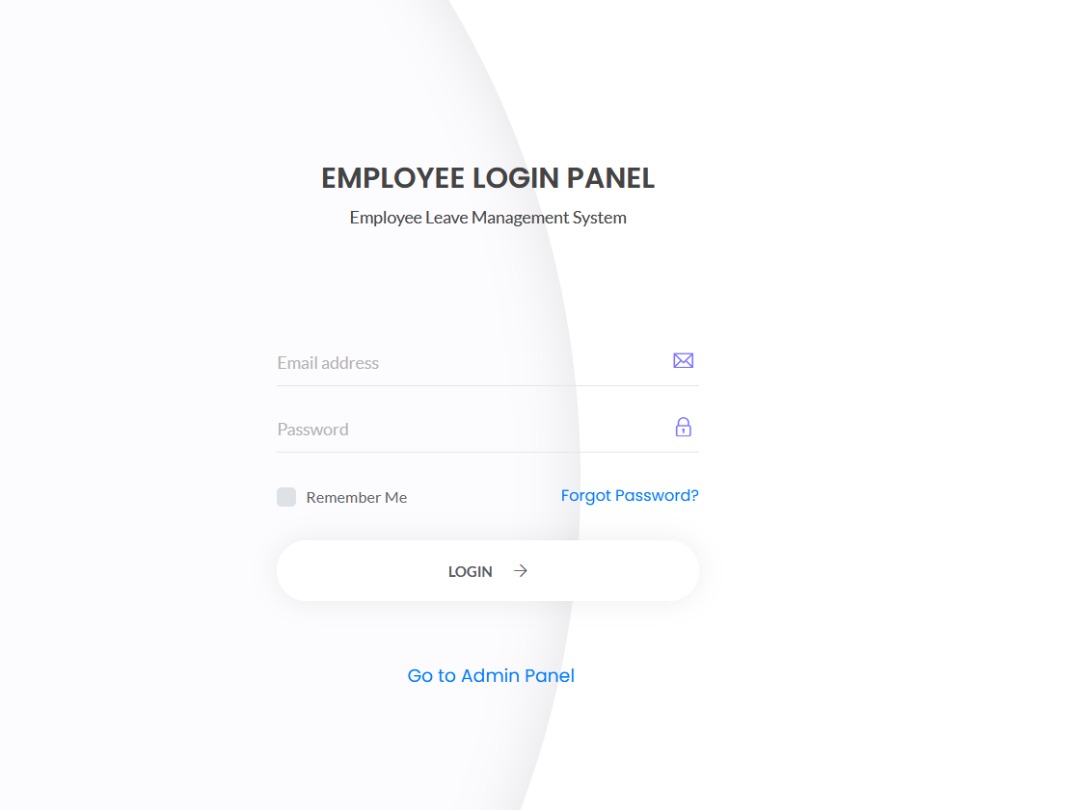 EMPLOYEE LOGIN PANEL
Employee Leave Management System
Email address
Password
Remember Me
Forgot Password?
LOGIN
Go to Admin Panel